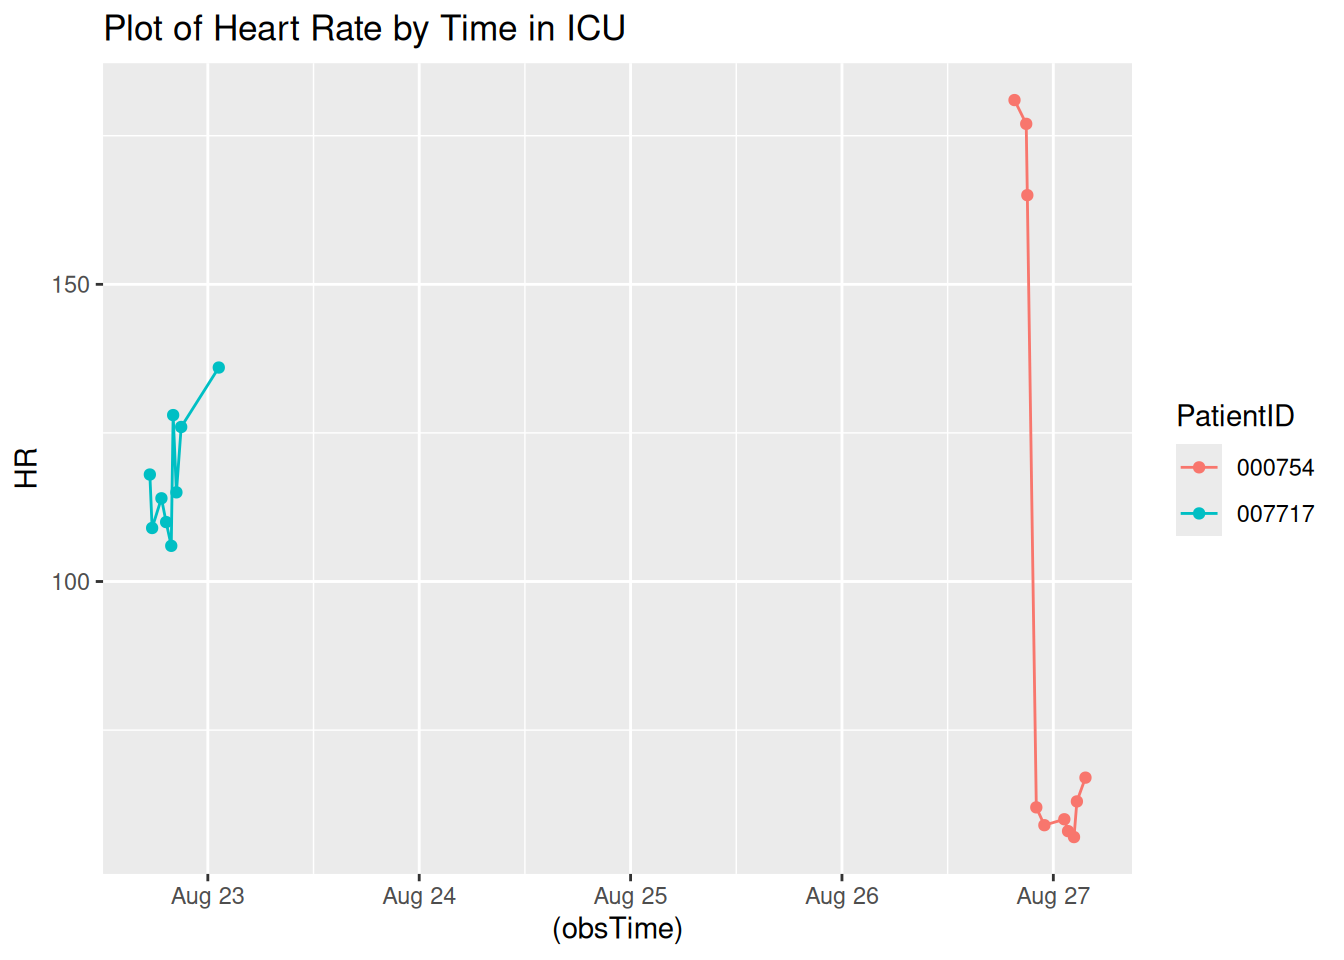 Plot of Heart Rate by Time in ICU
HR
150
100
Aug 23
Aug 24
Aug 25
Aug 26
Aug 27
(obsTime)
PatientID
000754
007717